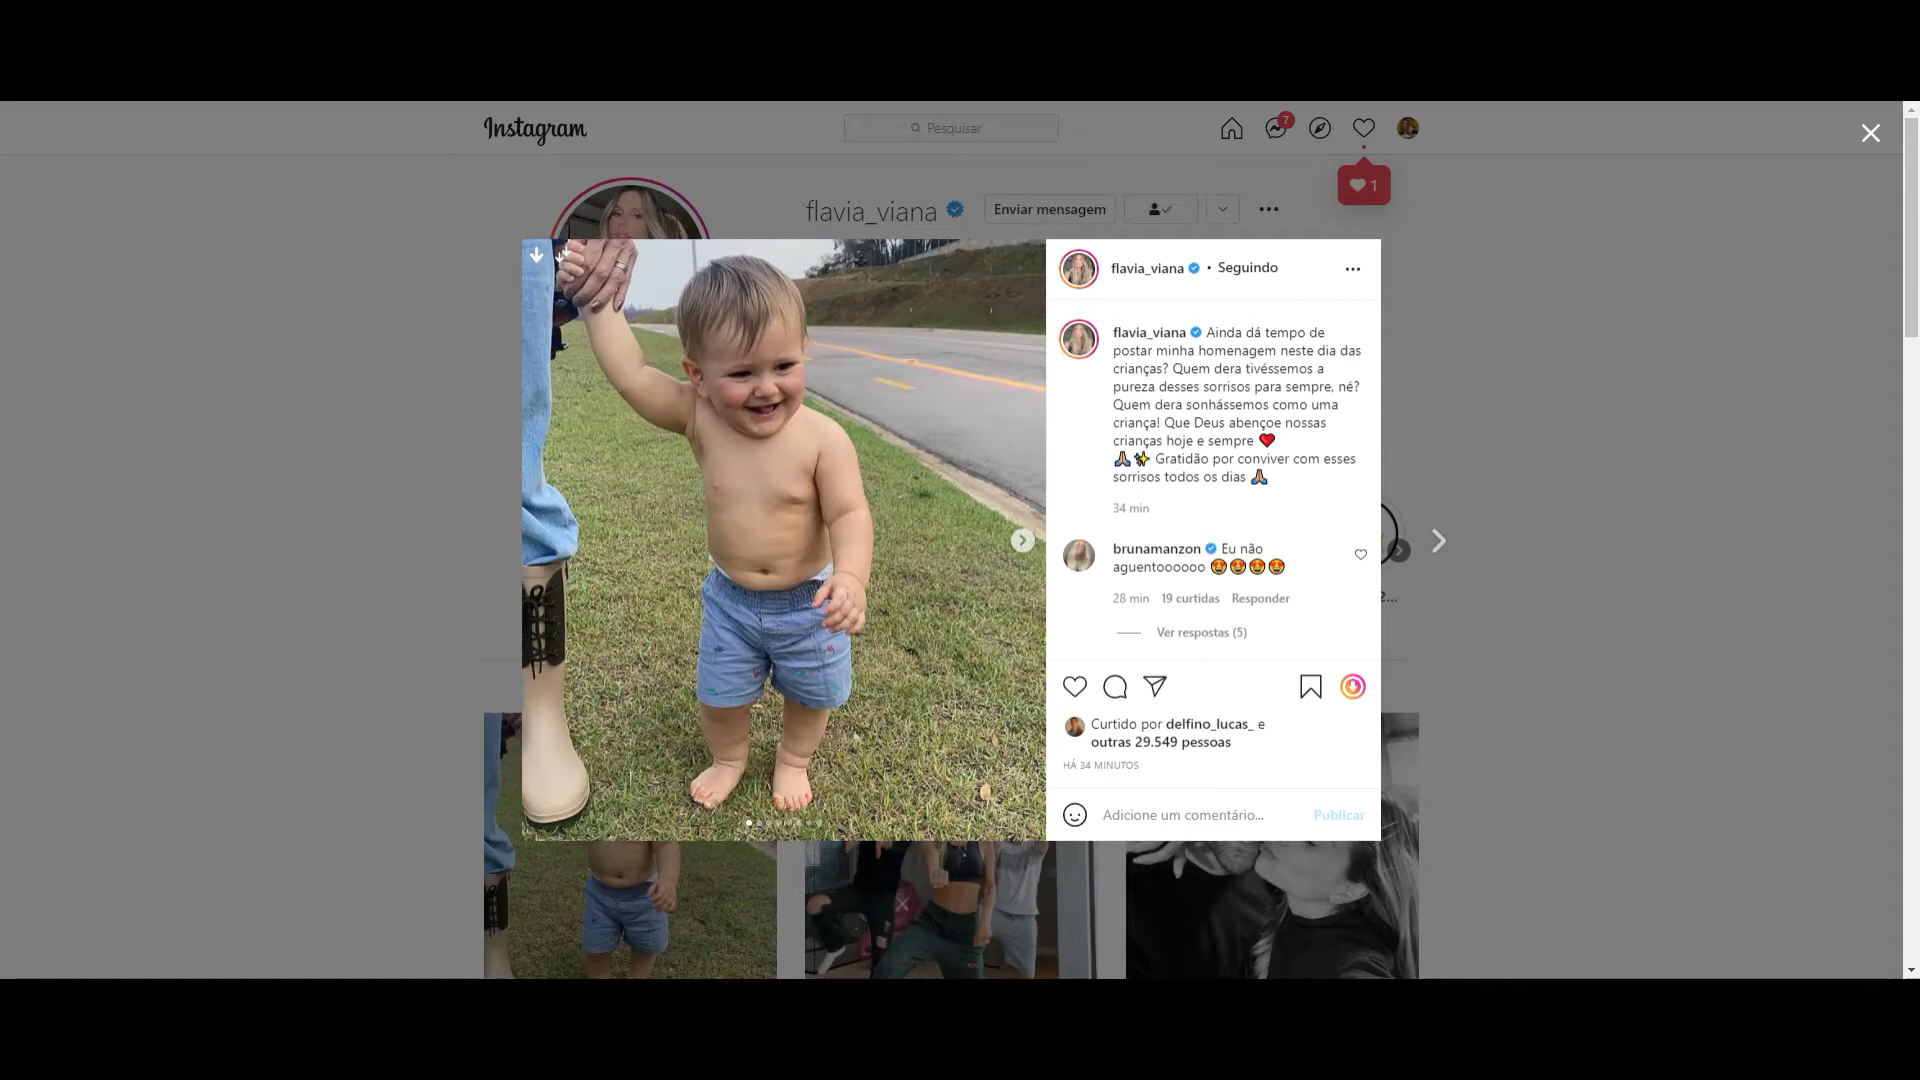 Instagram
Pesquisar
7
1
flavia_viana
Enviar mensagem
flavia_viana • Seguindo
flavia_viana Ainda dá tempo de
postar minha homenagem neste dia das
crianças? Quem dera tivéssemos a
pureza desses sorrisos para sempre, né?
Quem dera sonhássemos como uma
criança! Que Deus abençoe nossas
crianças hoje e sempre ❤️
🙏🏼✨ Gratidão por conviver com esses
sorrisos todos os dias 🙏🏼
34 min
brunamanzon Eu não
aguentoooooo 😍😍😍😍
28 min 19 curtidas Responder
Ver respostas (5)
Curtido por delfino_lucas_ e
outras 29.549 pessoas
HÁ 34 MINUTOS
Adicione um comentário... Publicar